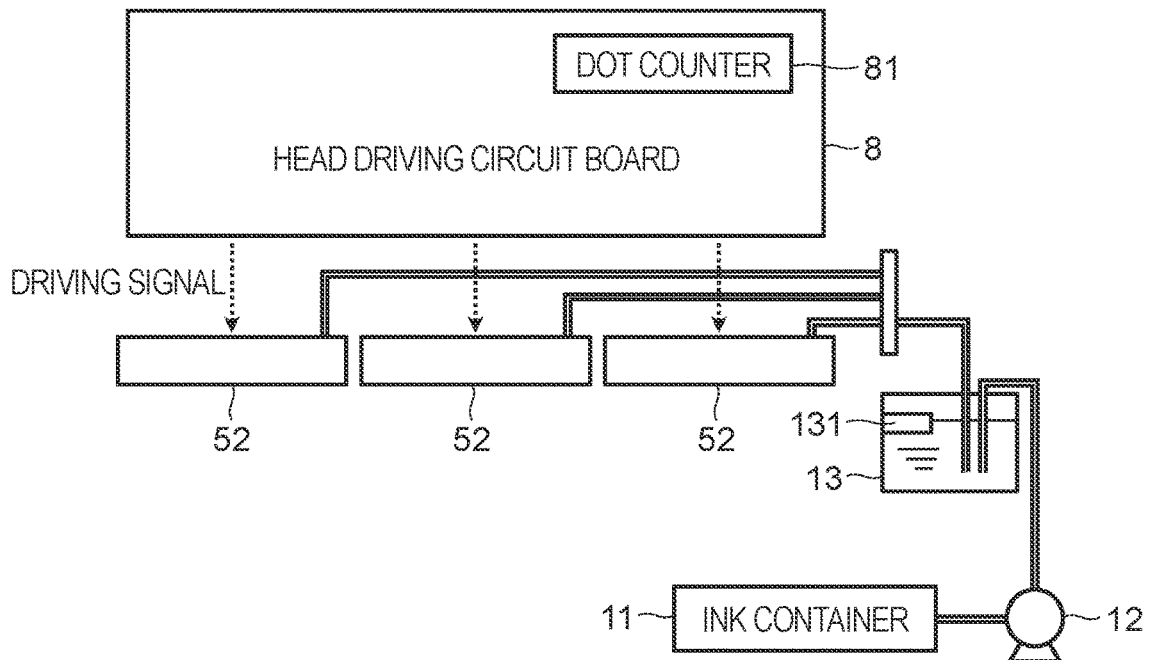 DOT COUNTER
81
HEAD DRIVING CIRCUIT BOARD
8
DRIVING SIGNAL
52
52
52
131
13
11
INK CONTAINER
12